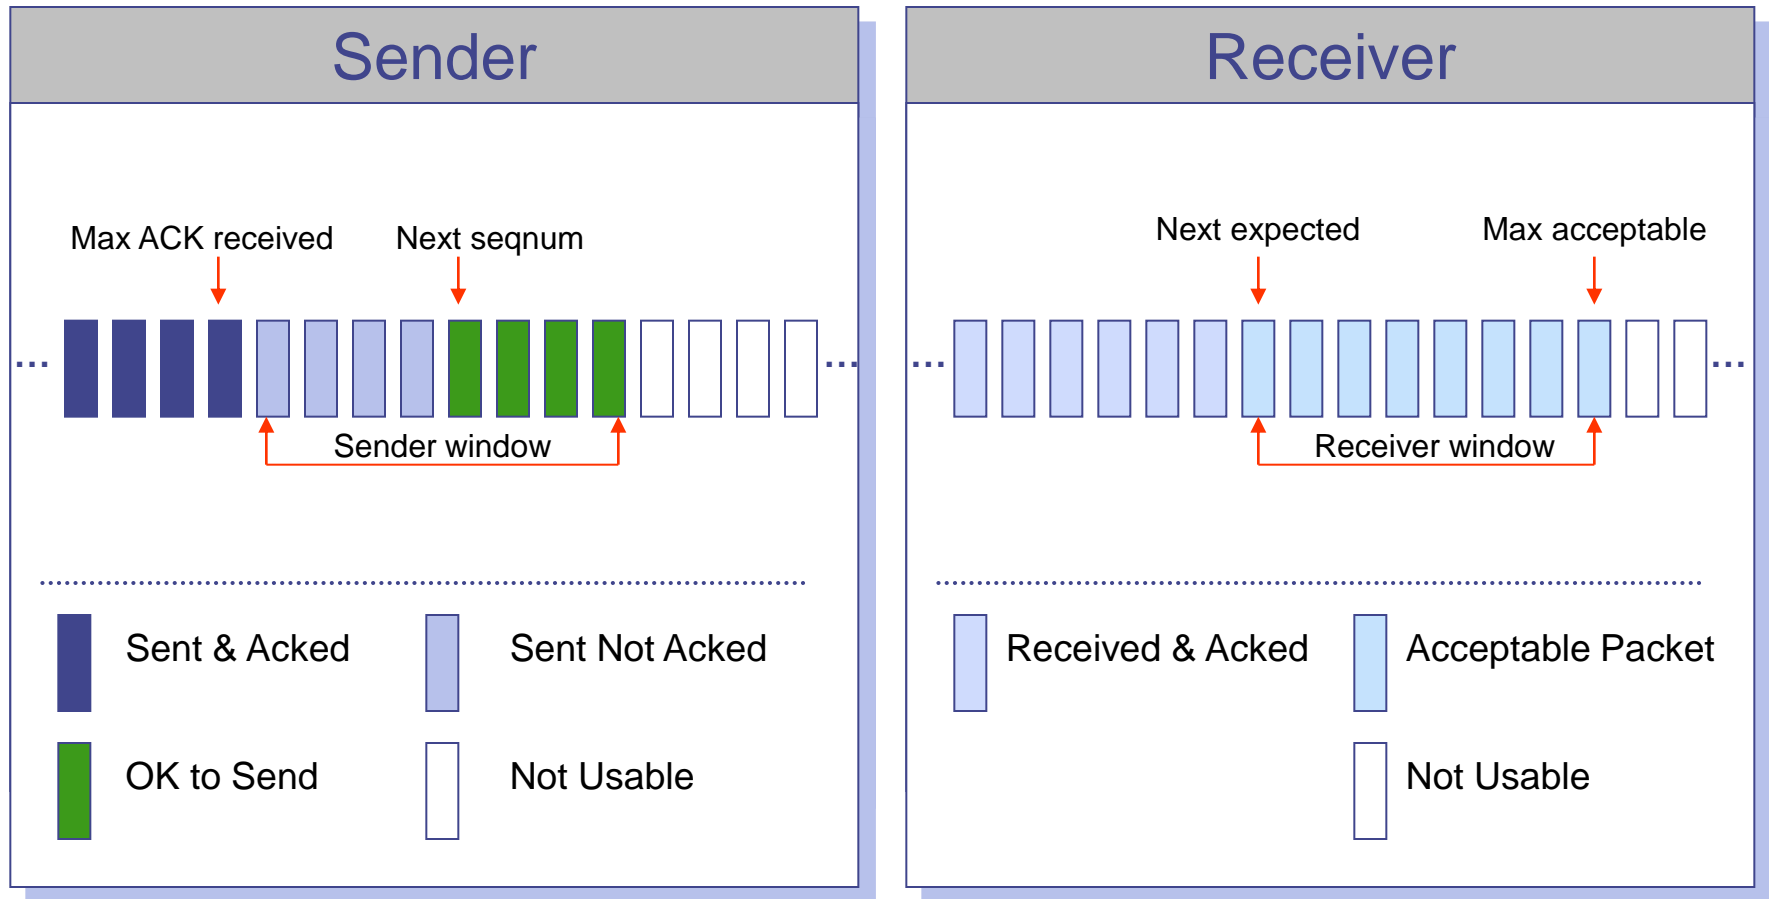 Sender
Max ACK received
Next seqnum
...
...
Sender window
Sent & Acked
Sent Not Acked
OK to Send
Not Usable
Receiver
Next expected
Max acceptable
...
...
Receiver window
Received & Acked
Acceptable Packet
Not Usable